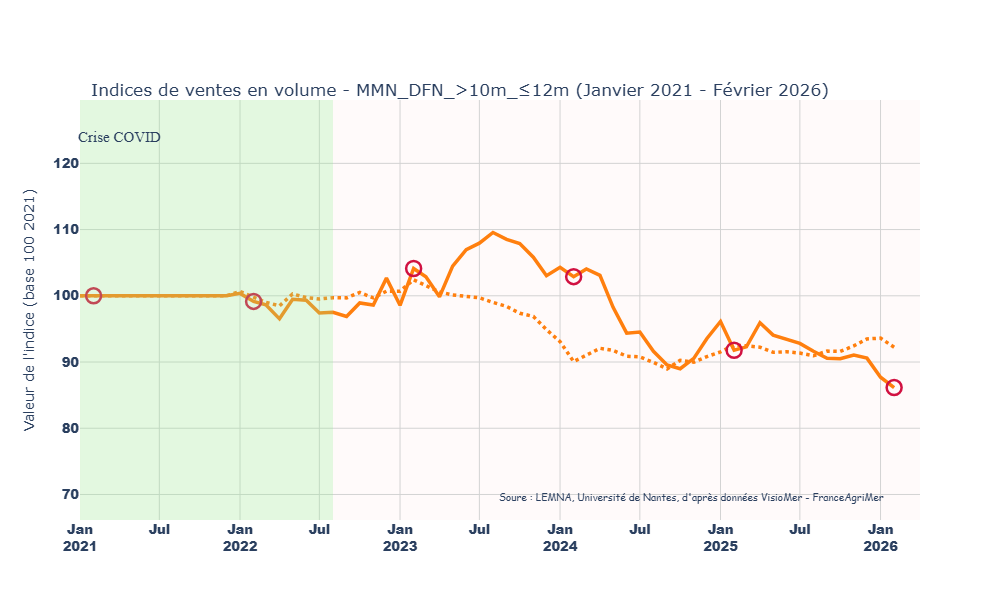 Indices de ventes en volume - MMN_DFN_>10m_≤12m (Janvier 2021 - Février 2026)
Crise COVID
120
110
100
90
80
70
Valeur de l'indice (base 100 2021)
Soure : LEMNA, Université de Nantes, d'après données VisioMer - FranceAgriMer
Jan Jul Jan Jul Jan Jul Jan Jul Jan Jul Jan
2021 2022 2023 2024 2025 2026